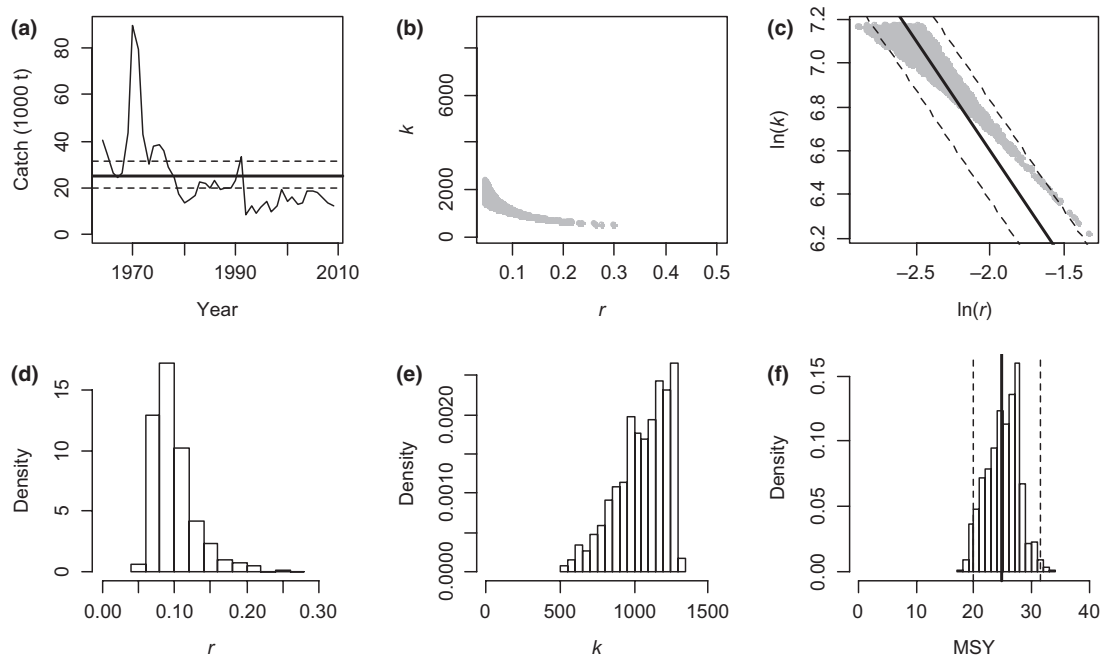 (a)
Catch (1000 t)
0 20 40 60 80
1970 1990 2010
Year
(b)
k
0 2000 6000
0.1 0.2 0.3 0.4 0.5
r
(c)
ln(k)
6.2 6.4 6.6 6.8 7.0 7.2
–2.5 –2.0 –1.5
ln(r)
(d)
Density
0 5 10 15
0.00 0.10 0.20 0.30
r
(e)
Density
0.0000 0.0010 0.0020
0 500 1000 1500
k
(f)
Density
0.00 0.05 0.10 0.15
0 10 20 30 40
MSY